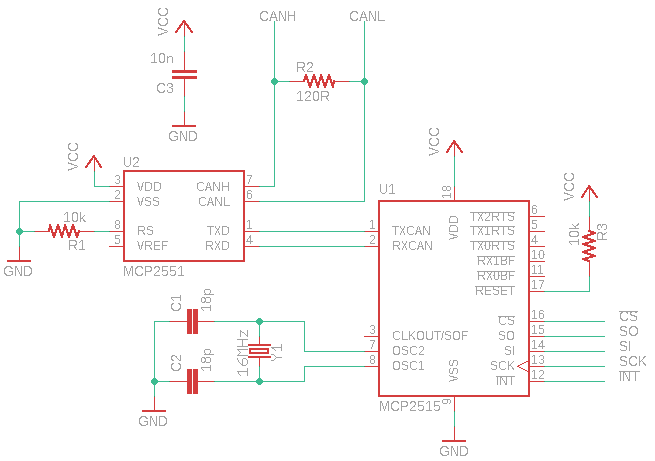 CANH
CANL
VCC
10n
C3
GND
R2
120R
VCC
U2
3
VDD
CANH
7
2
VSS
CANL
6
8
RS
TXD
1
5
VREF
RXD
4
MCP2551
10k
R1
GND
VCC
U1
18
VDD
1
TXCAN
2
RXCAN
3
CLKOUT/SOF
7
OSC2
8
OSC1
VSS
9
MCP2515
GND
TX2RTS
6
TX1RTS
5
TX0RTS
4
RX1BF
10
RX0BF
11
RESET
17
CS
16
SO
15
SI
14
SCK
13
INT
12
VCC
10k
R3
CS
SO
SI
SCK
INT
C1
18p
C2
18p
16MHz
Y1
GND